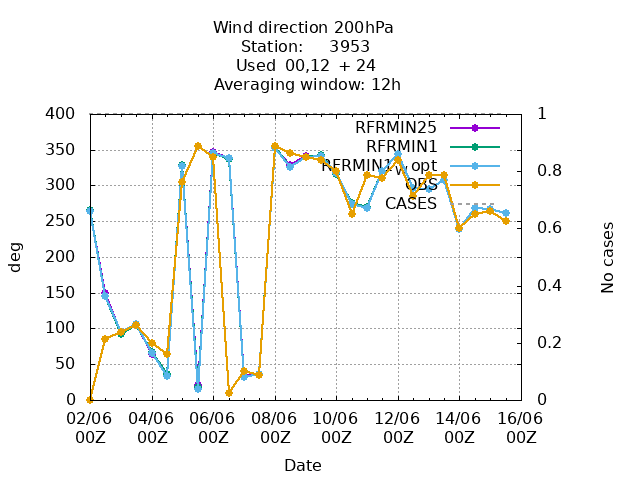 Wind direction 200hPa
Station: 3953
Used 00,12 + 24
Averaging window: 12h
400 1
350
300 0.8
250
200 0.6
150 0.4
100
50 0.2
0 0
deg
No cases
RFRMIN25
RFRMIN1
OBS
CASES
02/06 04/06 06/06 08/06 10/06 12/06 14/06 16/06
00Z 00Z 00Z 00Z 00Z 00Z 00Z 00Z
Date